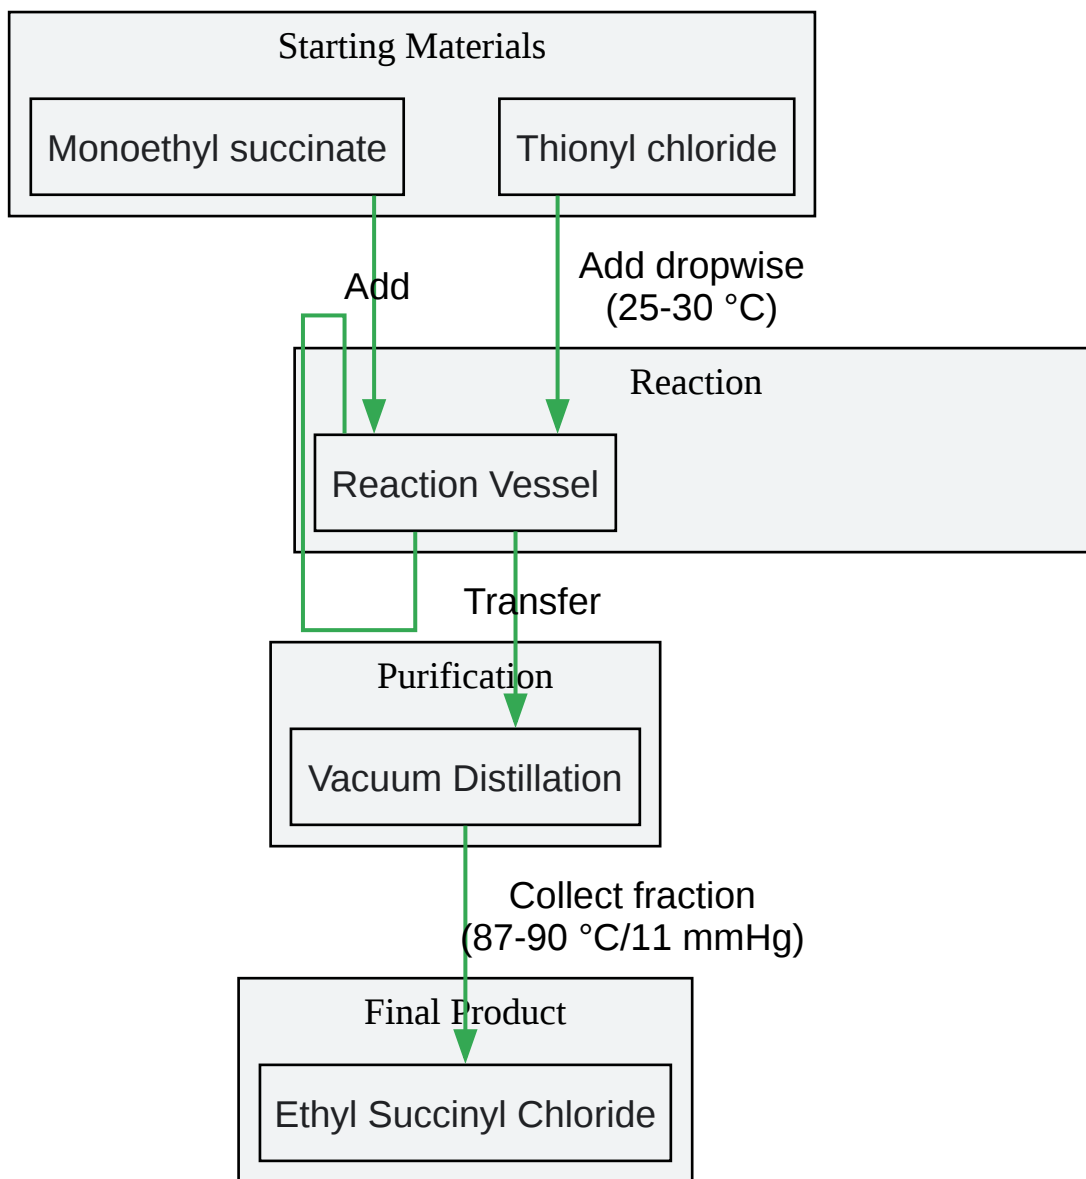 Starting Materials
Monoethyl succinate
Thionyl chloride
Add
Add dropwise
(25-30 °C)
Reaction
Reaction Vessel
Transfer
Purification
Vacuum Distillation
Collect fraction
(87-90 °C/11 mmHg)
Final Product
Ethyl Succinyl Chloride